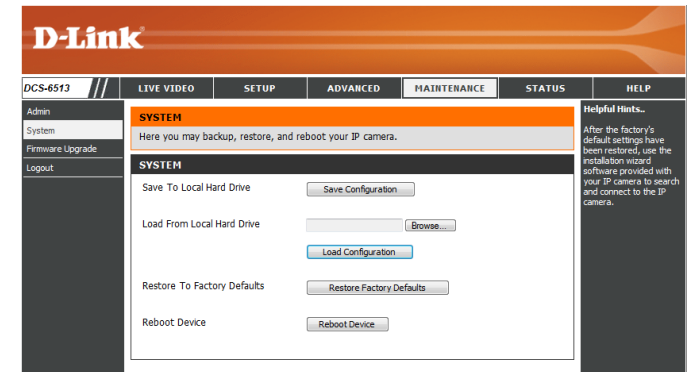 D-Link
DCS-6513
LIVE VIDEO
SETUP
ADVANCED
MAINTENANCE
STATUS
HELP
Admin
System
Firmware Upgrade
Logout
SYSTEM
Here you may backup, restore, and reboot your IP camera.
SYSTEM
Save To Local Hard Drive
Save Configuration
Load From Local Hard Drive
Browse...
Load Configuration
Restore To Factory Defaults
Restore Factory Defaults
Reboot Device
Reboot Device
Helpful Hints..
After the factory's
default settings have
been restored, use the
installation wizard
software provided with
your IP camera to search
and connect to the IP
camera.